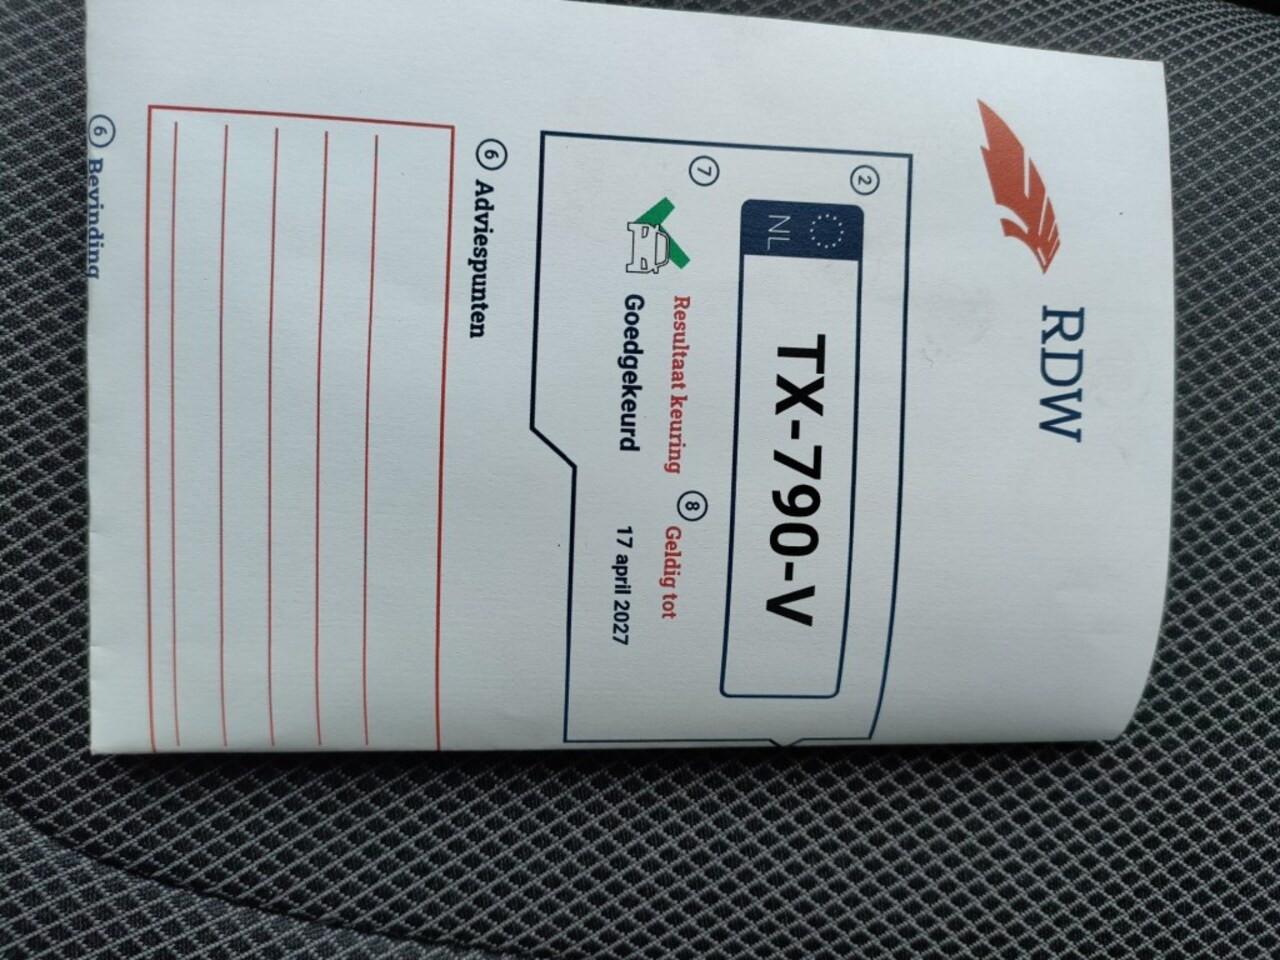 RDW
2
NL
TX-790-V
7
Resultaat keuring
8
Geldig tot
Goedgekeurd
17 april 2027
6 Adviespunten
6 Bevinding